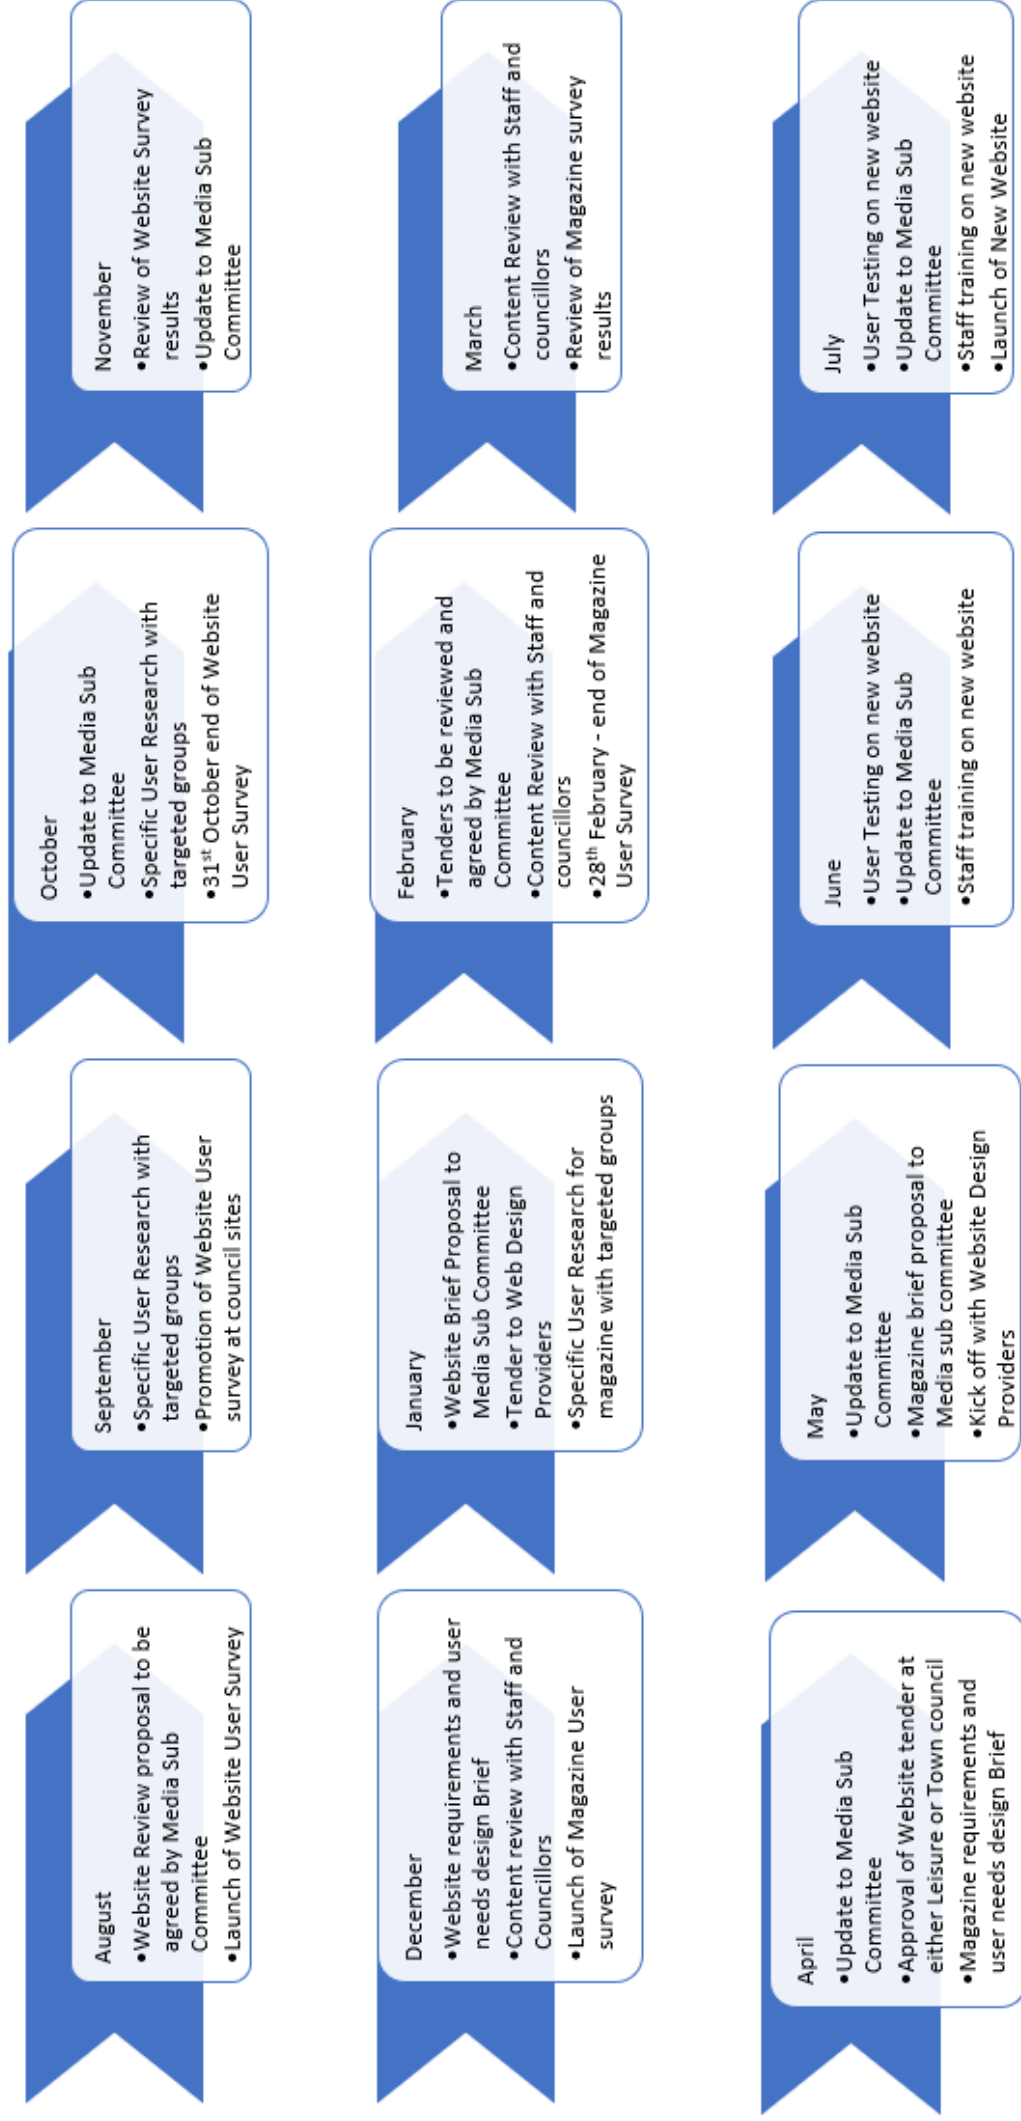 August
•Website Review proposal to be
agreed by Media Sub
Committee
•Launch of Website User Survey
September
•Specific User Research with
targeted groups
•Promotion of Website User
survey at council sites
October
•Update to Media Sub
Committee
•Specific User Research with
targeted groups
•31st October end of Website
User Survey
November
•Review of Website Survey
results
•Update to Media Sub
Committee
December
•Website requirements and user
needs design Brief
•Content review with Staff and
Councillors
•Launch of Magazine User
survey
January
•Website Brief Proposal to
Media Sub Committee
•Tender to Web Design
Providers
•Specific User Research for
magazine with targeted groups
February
•Tenders to be reviewed and
agreed by Media Sub
Committee
•Content Review with Staff and
councillors
•28th February - end of Magazine
User Survey
March
•Content Review with Staff and
councillors
•Review of Magazine survey
results
April
•Update to Media Sub
Committee
•Approval of Website tender at
either Leisure or Town council
•Magazine requirements and
user needs design Brief
May
•Update to Media Sub
Committee
•Magazine brief proposal to
Media sub committee
•Kick off with Website Design
Providers
June
•User Testing on new website
•Update to Media Sub
Committee
•Staff training on new website
July
•User Testing on new website
•Update to Media Sub
Committee
•Staff training on new website
•Launch of New Website